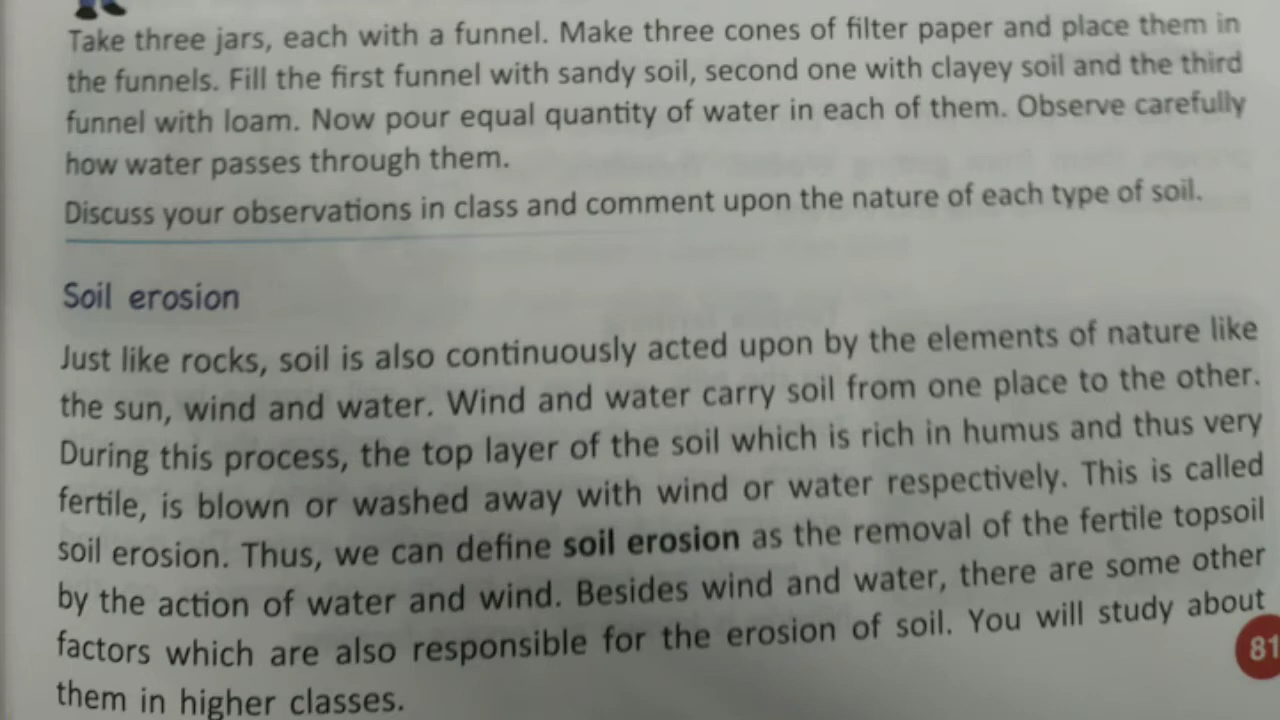 Take three jars, each with a funnel. Make three cones of filter paper and place them in
the funnels. Fill the first funnel with sandy soil, second one with clayey soil and the third
funnel with loam. Now pour equal quantity of water in each of them. Observe carefully
how water passes through them.
Discuss your observations in class and comment upon the nature of each type of soil.
Soil erosion
Just like rocks, soil is also continuously acted upon by the elements of nature like
the sun, wind and water. Wind and water carry soil from one place to the other.
During this process, the top layer of the soil which is rich in humus and thus very
fertile, is blown or washed away with wind or water respectively. This is called
soil erosion. Thus, we can define soil erosion as the removal of the fertile topsoil
by the action of water and wind. Besides wind and water, there are some other
factors which are also responsible for the erosion of soil. You will study about
them in higher classes.
81